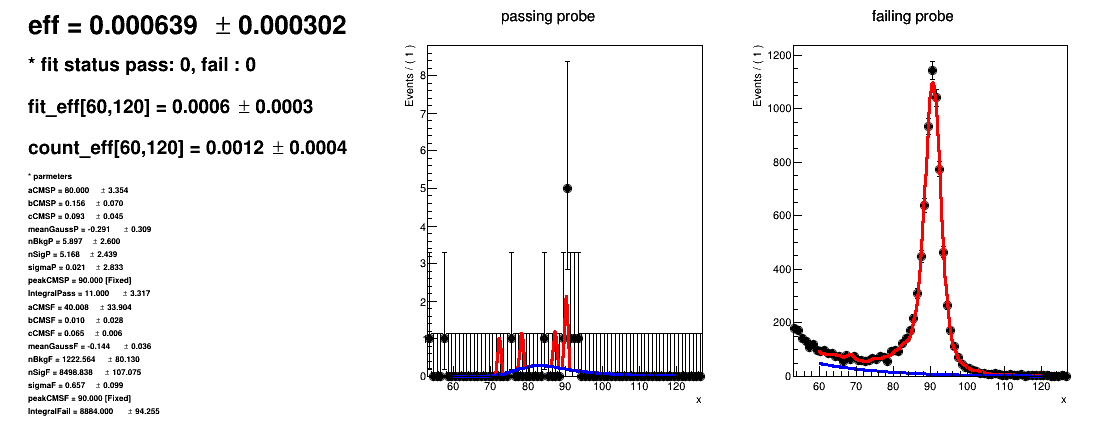 eff = 0.000639 ± 0.000302
* fit status pass: 0, fail : 0
fit_eff[60,120] = 0.0006 ± 0.0003
count_eff[60,120] = 0.0012 ± 0.0004
* parmeters
aCMSP = 80.000 ± 3.354
bCMSP = 0.156 ± 0.070
cCMSP = 0.093 ± 0.045
meanGaussP = -0.291 ± 0.309
nBkgP = 5.897 ± 2.600
nSigP = 5.168 ± 2.439
sigmaP = 0.021 ± 2.833
peakCMSP = 90.000 [Fixed]
IntegralPass = 11.000 ± 3.317
aCMSF = 40.008 ± 33.904
bCMSF = 0.010 ± 0.028
cCMSF = 0.065 ± 0.006
meanGaussF = -0.144 ± 0.036
nBkgF = 1222.564 ± 80.130
nSigF = 8498.838 ± 107.075
sigmaF = 0.657 ± 0.099
peakCMSF = 90.000 [Fixed]
IntegralFail = 8884.000 ± 94.255
passing probe
Events / ( 1 )
8
7
6
5
4
3
2
1
0
60 70 80 90 100 110 120
x
failing probe
Events / ( 1 )
1200
1000
800
600
400
200
0
60 70 80 90 100 110 120
x